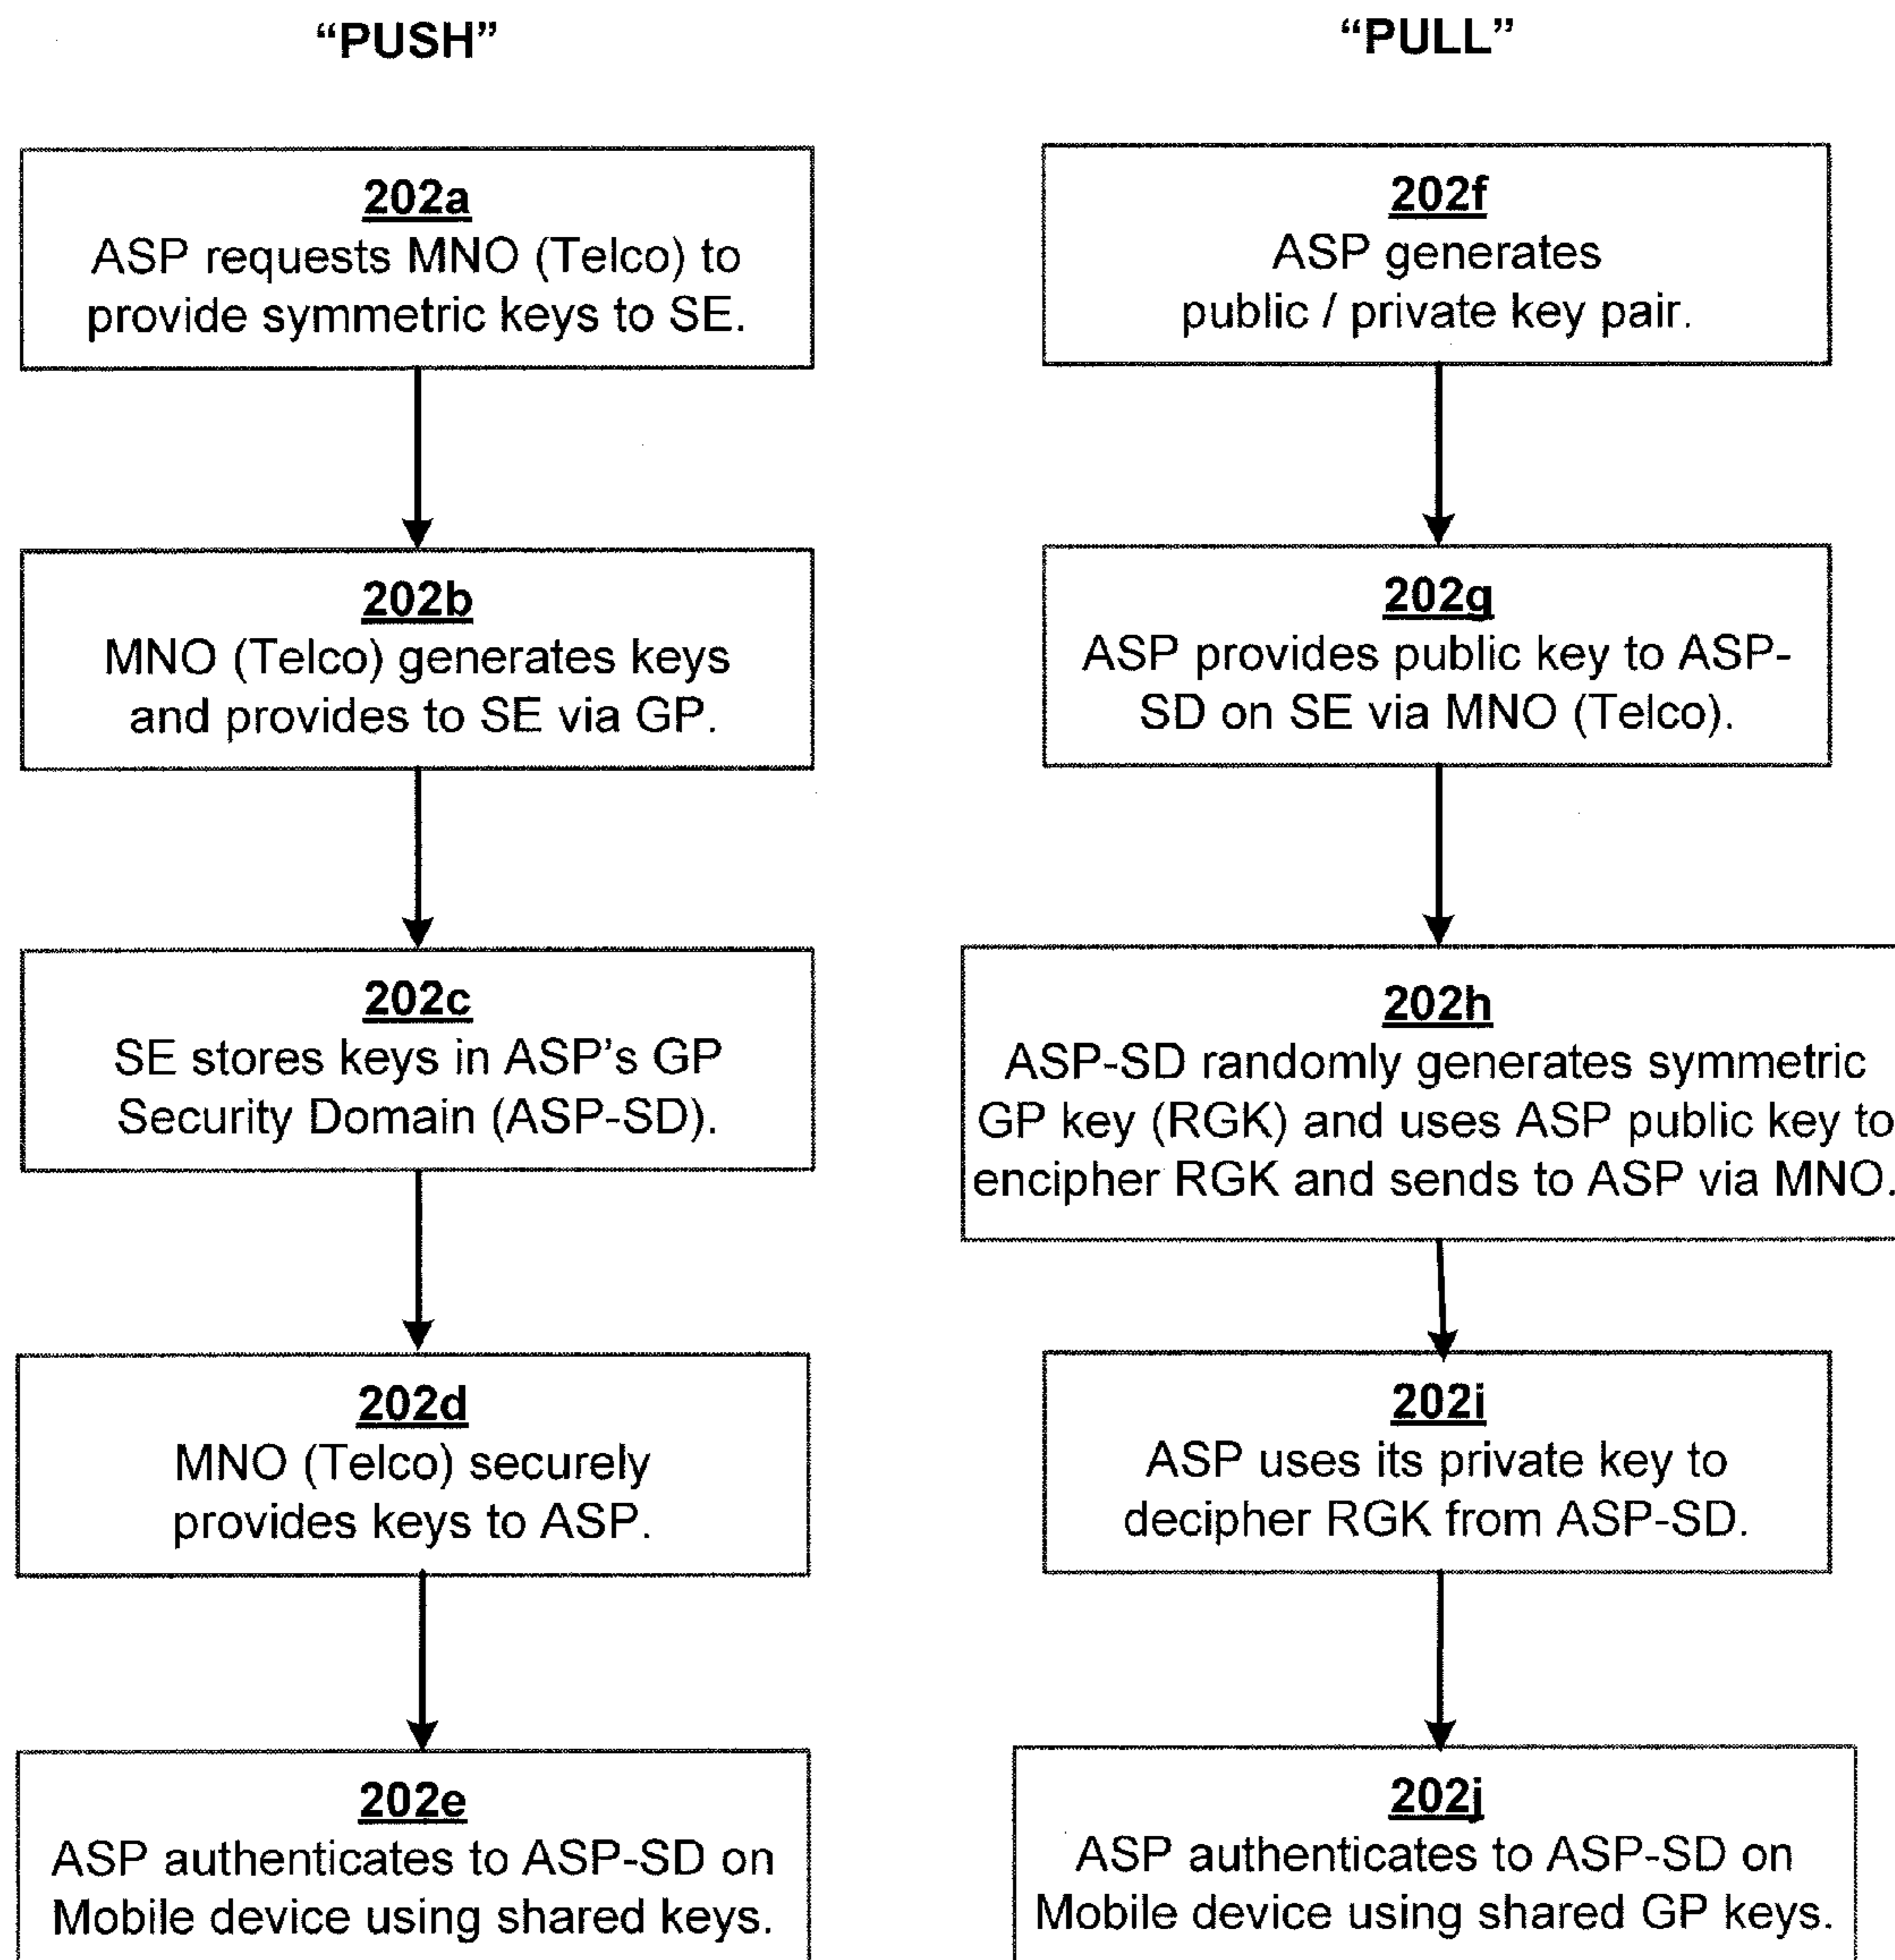 “PUSH”
202a
ASP requests MNO (Telco) to
provide symmetric keys to SE.
202b
MNO (Telco) generates keys
and provides to SE via GP.
202c
SE stores keys in ASP’s GP
Security Domain (ASP-SD).
202d
MNO (Telco) securely
provides keys to ASP.
202e
ASP authenticates to ASP-SD on
Mobile device using shared keys.
“PULL”
202f
ASP generates
public / private key pair.
202g
ASP provides public key to ASP-
SD on SE via MNO (Telco).
202h
ASP-SD randomly generates symmetric
GP key (RGK) and uses ASP public key to
encipher RGK and sends to ASP via MNO.
202i
ASP uses its private key to
decipher RGK from ASP-SD.
202j
ASP authenticates to ASP-SD on
Mobile device using shared GP keys.